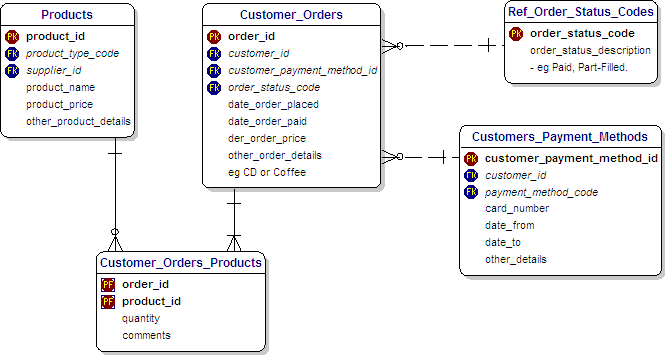 Products
PK product_id
FK product_type_code
FK supplier_id
product_name
product_price
other_product_details
Customer_Orders
PK order_id
FK customer_id
FK customer_payment_method_id
FK order_status_code
date_order_placed
date_order_paid
der_order_price
other_order_details
eg CD or Coffee
Ref_Order_Status_Codes
PK order_status_code
order_status_description
- eg Paid, Part-Filled.
Customers_Payment_Methods
PK customer_payment_method_id
FK customer_id
FK payment_method_code
card_number
date_from
date_to
other_details
Customer_Orders_Products
PF order_id
PF product_id
quantity
comments